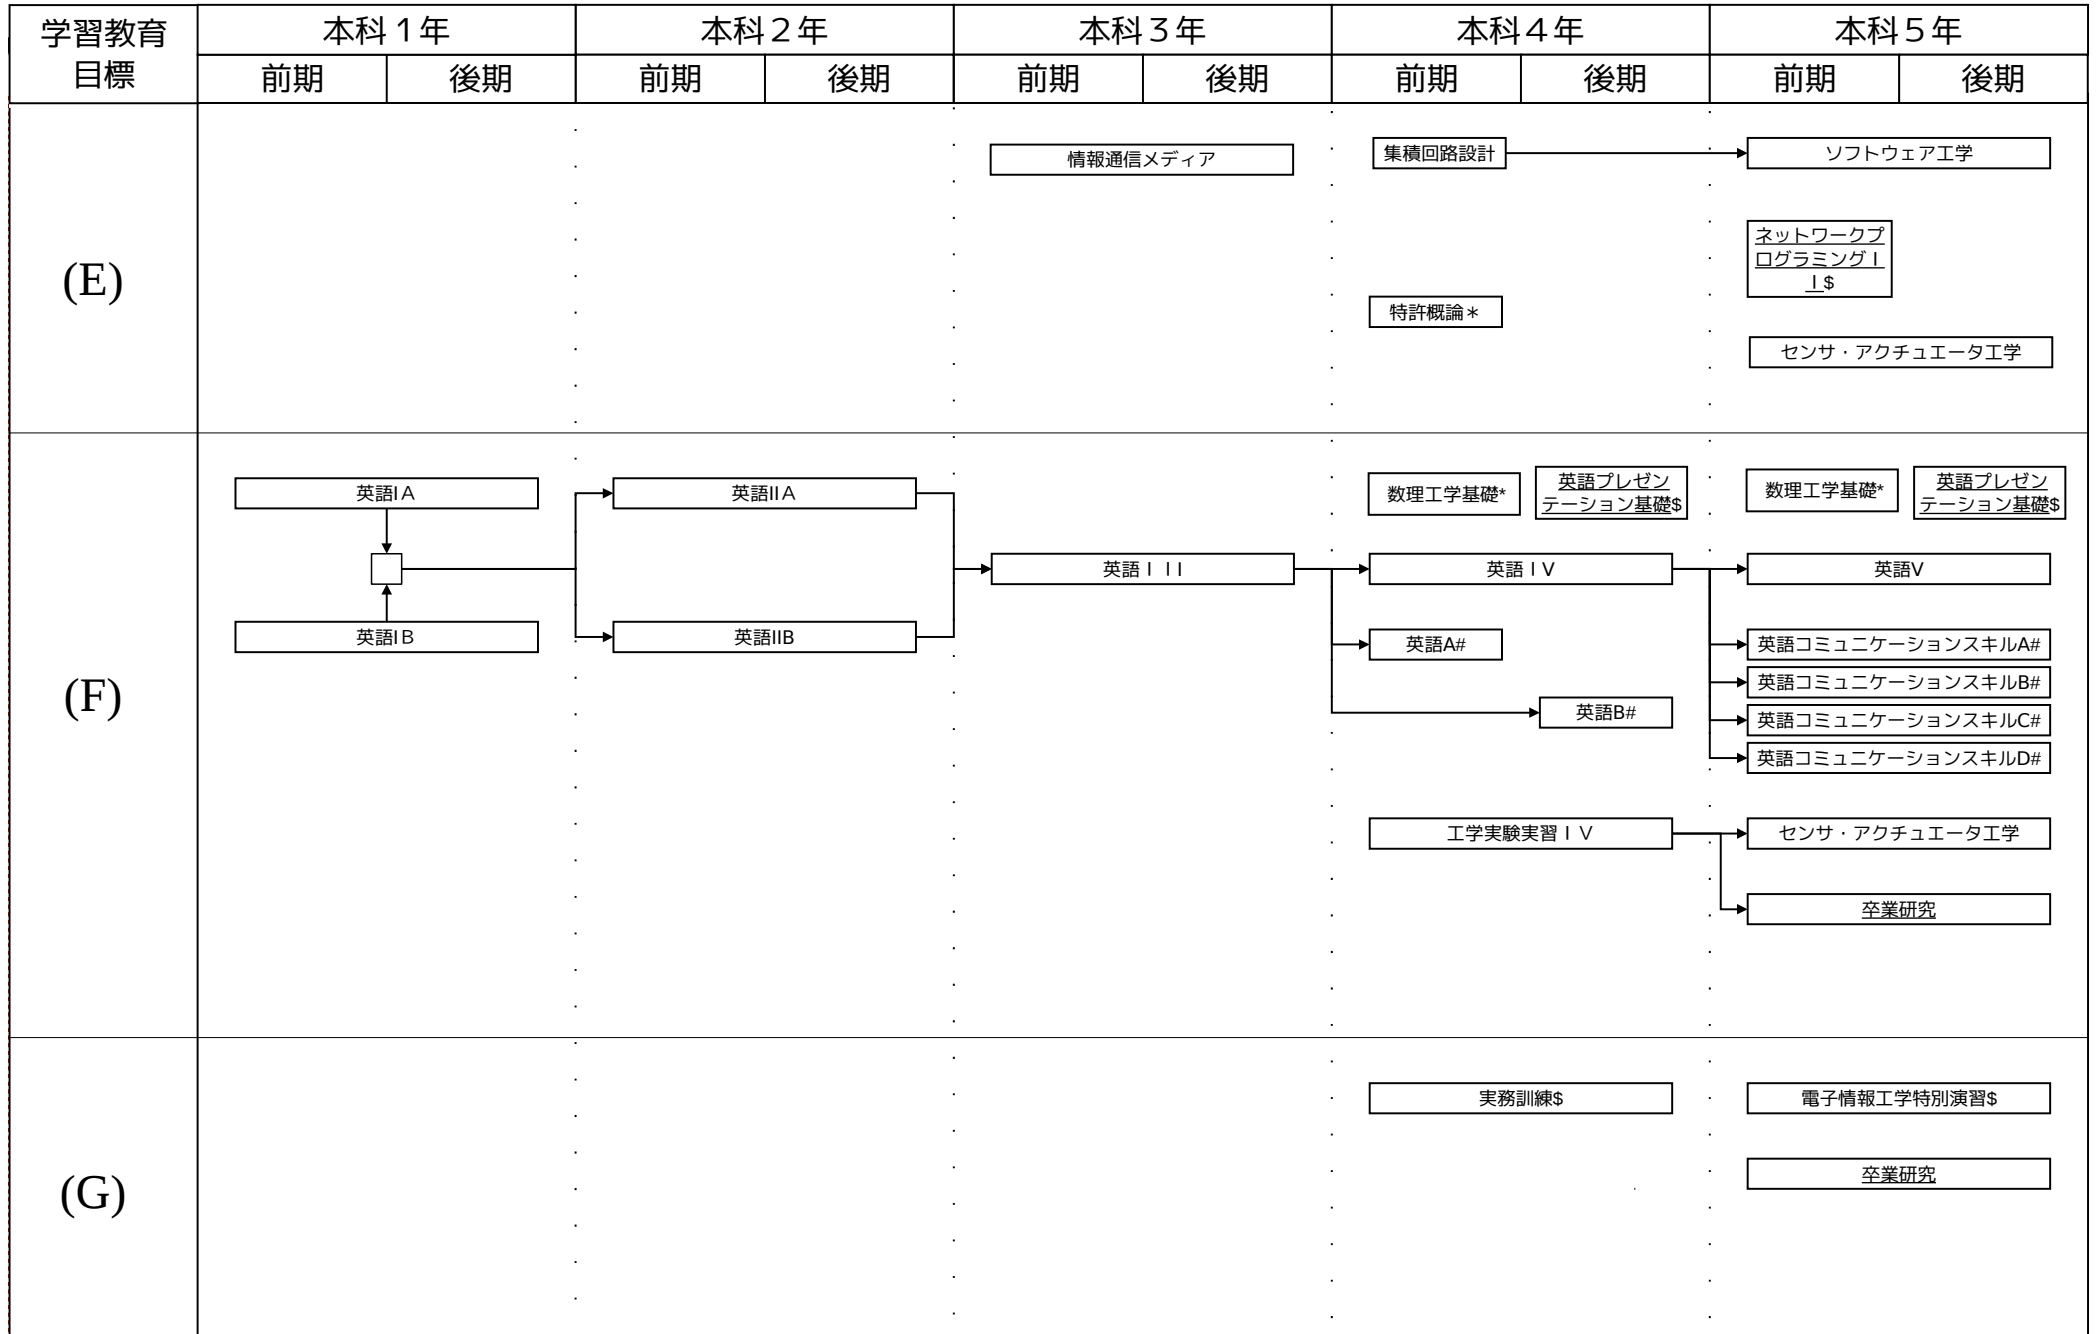 学習教育
目標
本科１年
本科２年
本科３年
本科４年
本科５年
前期
後期
前期
後期
前期
後期
前期
後期
前期
後期
(E)
情報通信メディア
集積回路設計
ソフトウェア工学
ネットワークプ
ログラミングＩ
Ｉ$
特許概論＊
センサ・アクチュエータ工学
(F)
英語IＡ
英語IIＡ
数理工学基礎*
英語プレゼン
テーション基礎$
数理工学基礎*
英語プレゼン
テーション基礎$
英語ＩＩＩ
英語ＩＶ
英語V
英語IＢ
英語IIB
英語A#
英語コミュニケーションスキルA#
英語コミュニケーションスキルB#
英語B#
英語コミュニケーションスキルC#
英語コミュニケーションスキルD#
工学実験実習ＩＶ
センサ・アクチュエータ工学
卒業研究
(G)
実務訓練$
電子情報工学特別演習$
卒業研究